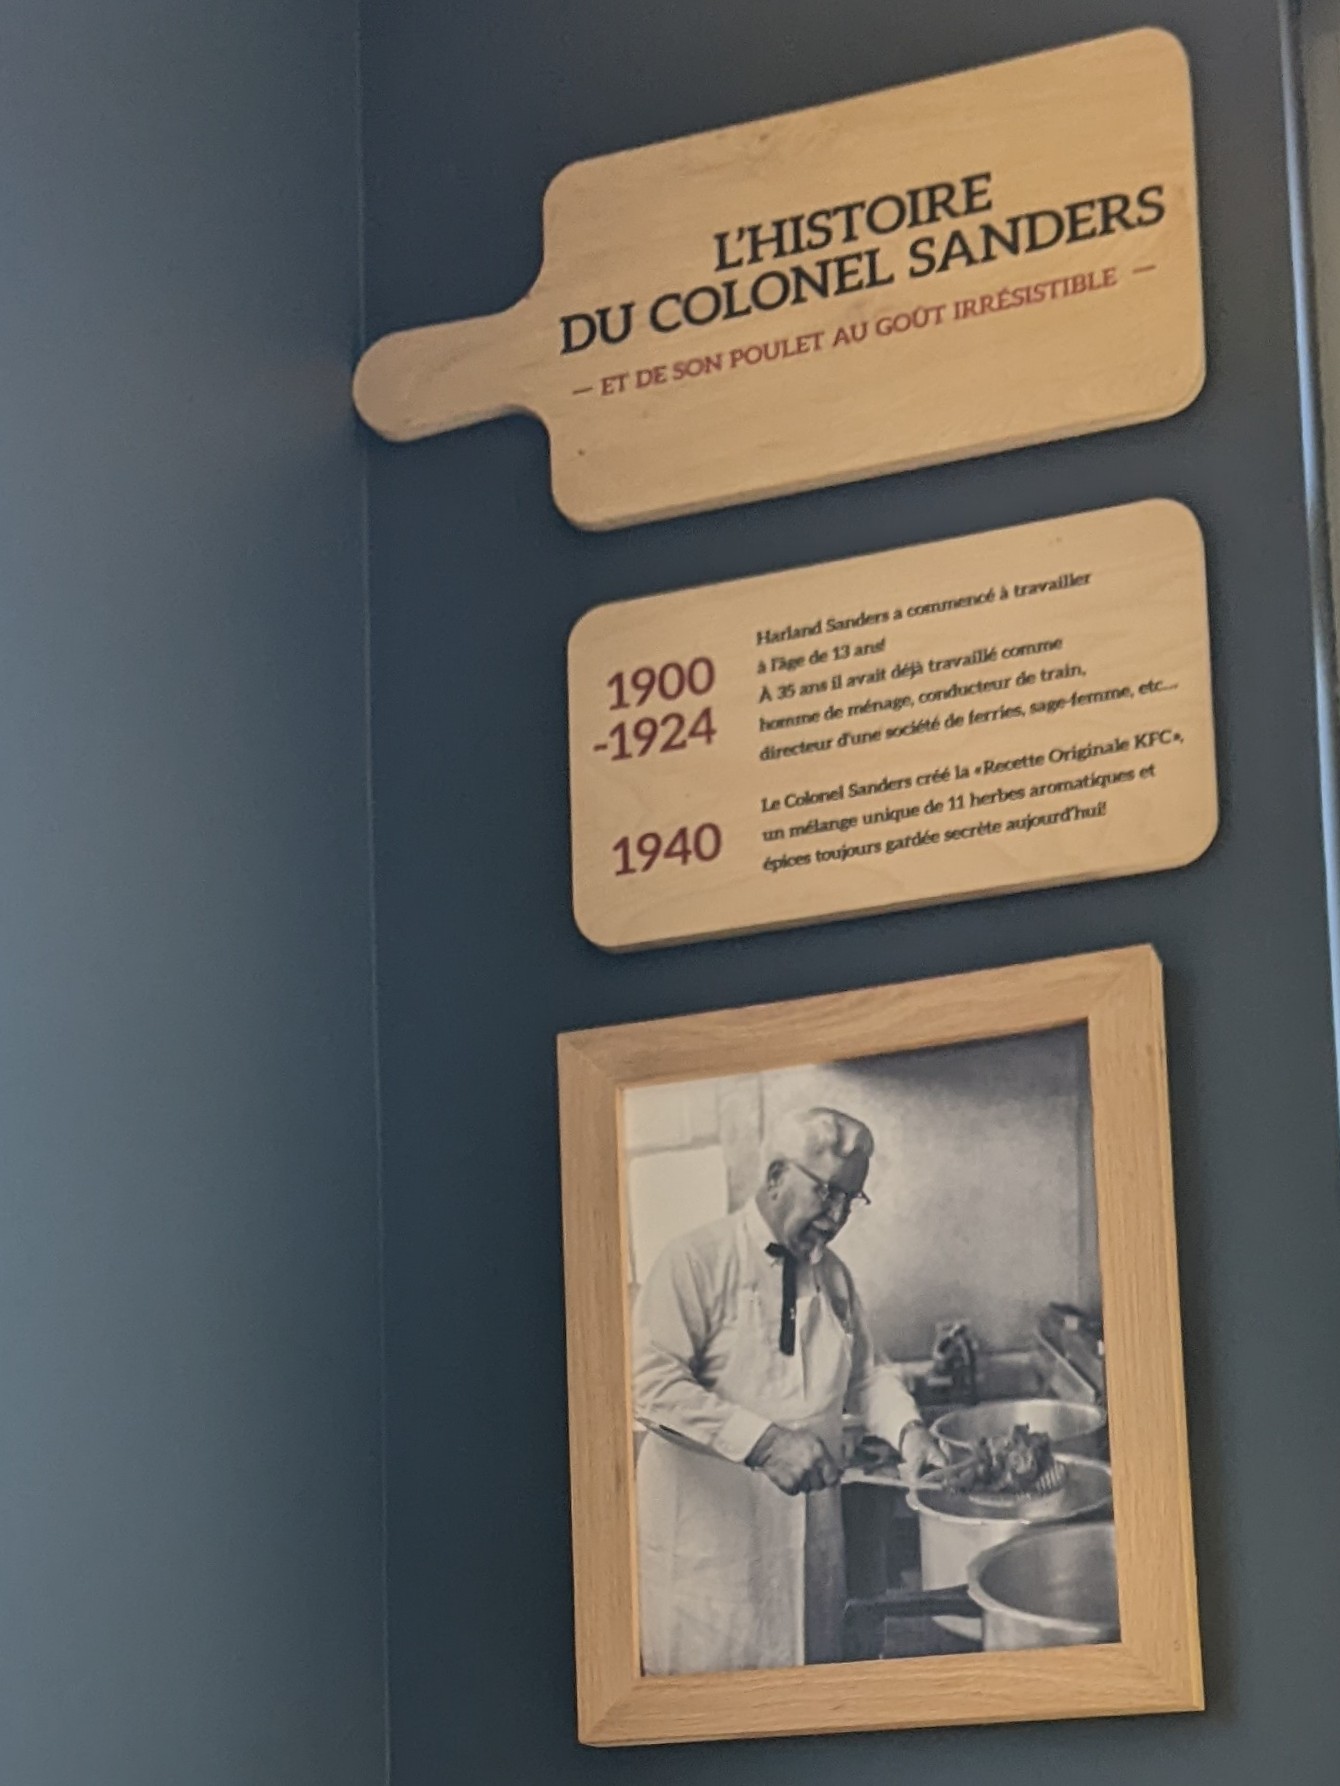 L'HISTOIRE
DU COLONEL SANDERS
— ET DE SON POULET AU GOÛT IRRÉSISTIBLE —
1900
-1924
Harland Sanders a commencé à travailler
à l'âge de 13 ans!
À 35 ans il avait déjà travaillé comme
homme de ménage, conducteur de train,
directeur d'une société de ferries, sage-femme, etc...
1940
Le Colonel Sanders créé la «Recette Originale KFC»,
un mélange unique de 11 herbes aromatiques et
épices toujours gardée secrète aujourd'hui!